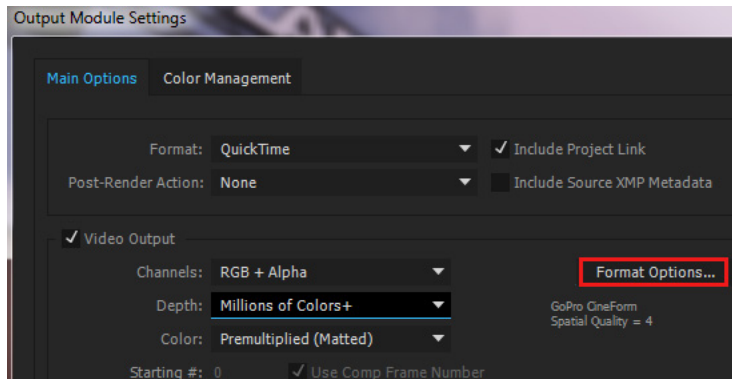 Output Module Settings
Main Options Color Management
Format: QuickTime Include Project Link
Post-Render Action: None Include Source XMP Metadata
Video Output
Channels: RGB + Alpha Format Options...
Depth: Millions of Colors+ GoPro CineForm
Spatial Quality = 4
Color: Premultiplied (Matted)
Starting #: 0 Use Comp Frame Number